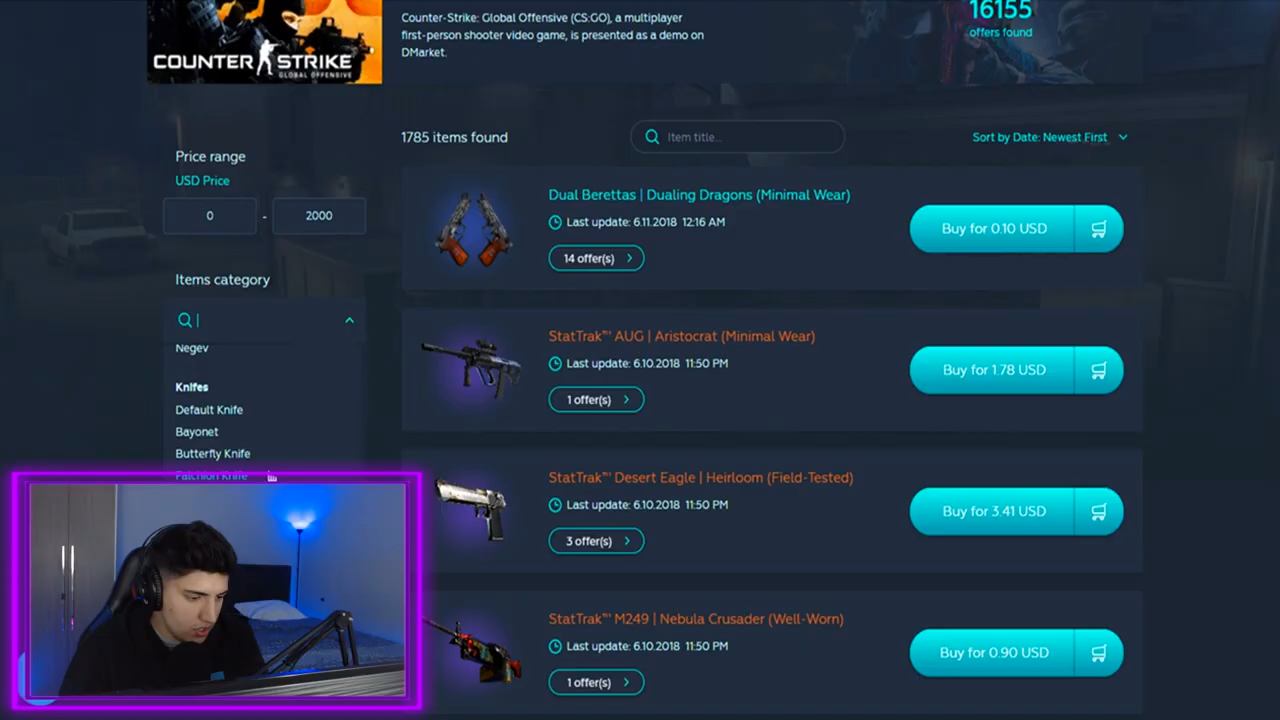 COUNTER STRIKE
GLOBAL OFFENSIVE
Counter-Strike: Global Offensive (CS:GO), a multiplayer
first-person shooter video game, is presented as a demo on
DMarket.
16155
offers found
Price range
USD Price
0 - 2000
Items category
Negev
Knifes
Default Knife
Bayonet
Butterfly Knife
Falchion Knife
1785 items found
Item title...
Sort by Date: Newest First
Dual Berettas | Dualing Dragons (Minimal Wear)
Last update: 6.11.2018 12:16 AM
14 offer(s)
Buy for 0.10 USD
StatTrak™ AUG | Aristocrat (Minimal Wear)
Last update: 6.10.2018 11:50 PM
1 offer(s)
Buy for 1.78 USD
StatTrak™ Desert Eagle | Heirloom (Field-Tested)
Last update: 6.10.2018 11:50 PM
3 offer(s)
Buy for 3.41 USD
StatTrak™ M249 | Nebula Crusader (Well-Worn)
Last update: 6.10.2018 11:50 PM
1 offer(s)
Buy for 0.90 USD